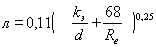 л = 0,11( kэ/d + 68/Re )^0,25